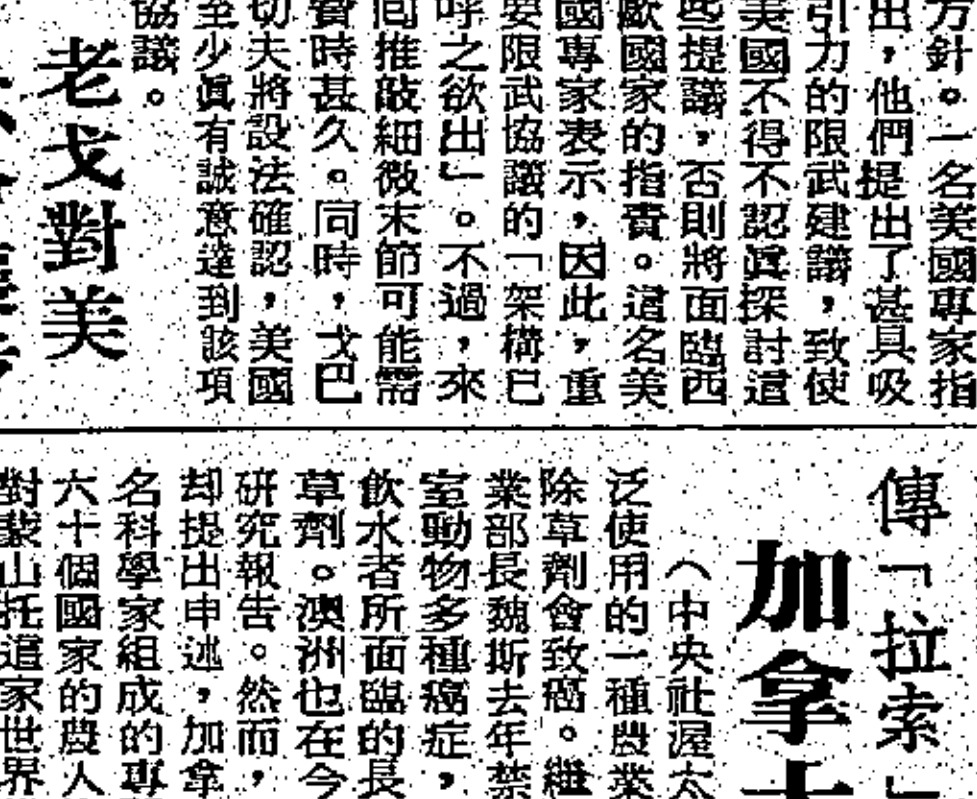 方針。一名美國專家指
出，他們提出了甚具吸
引力的限武建議，致使
美國不得不認眞探討這
些提議，否則將面臨西
歐國家的指責。這名美
國專家表示，因此，重
要限武協議的「架構已
呼之欲出」。不過，來
回推敲細微末節可能需
費時甚久。同時，戈巴
切夫將設法確認，美國
至少眞有誠意達到該項
協議。
老戈對美
傳「拉索」
加拿
（中央社渥太
泛使用的一種農業
除草劑會致癌。繼
業部長魏斯去年禁
室動物多種癌症，
飲水者所面臨的長
草劑。澳洲也在今
研究報告。然而，
却提出申述，加拿
名科學家組成的專
六十個國家的農人
對蒙山托這家世界